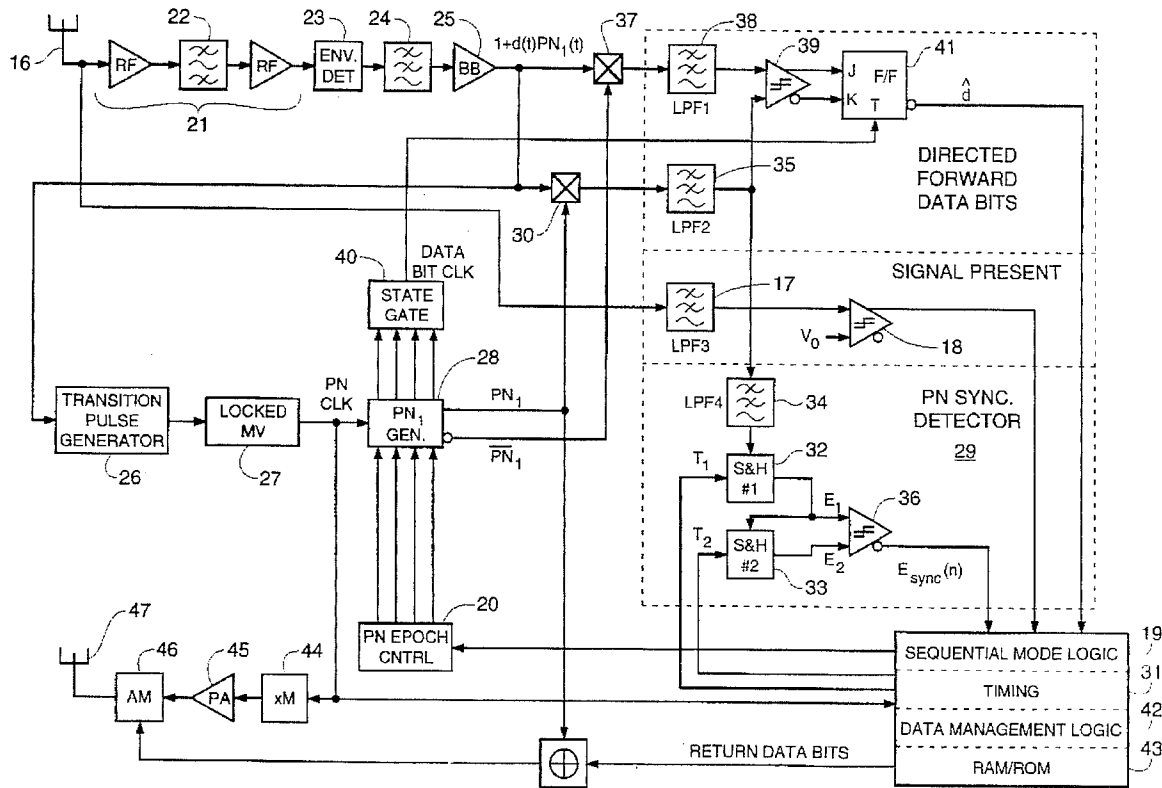 16
RF
22
RF
21
23
ENV.
DET
24
25
BB
1+d(t)PN₁(t)
37
38
LPF1
39
41
J F/F
K
T
d̂
DIRECTED
FORWARD
DATA BITS
35
LPF2
30
DATA
BIT CLK
40
STATE
GATE
SIGNAL PRESENT
17
LPF3
V₀
18
28
PN
CLK
PN₁
GEN.
PN₁
P̅N̅₁
TRANSITION
PULSE
GENERATOR
26
LOCKED
MV
27
LPF4
34
PN SYNC.
DETECTOR
29
T₁
S&H
#1
32
E₁
36
T₂
S&H
#2
33
E₂
E sync (n)
20
PN EPOCH
CNTRL
47
46
AM
45
PA
44
xM
19
SEQUENTIAL MODE LOGIC
31
TIMING
42
DATA MANAGEMENT LOGIC
43
RAM/ROM
RETURN DATA BITS